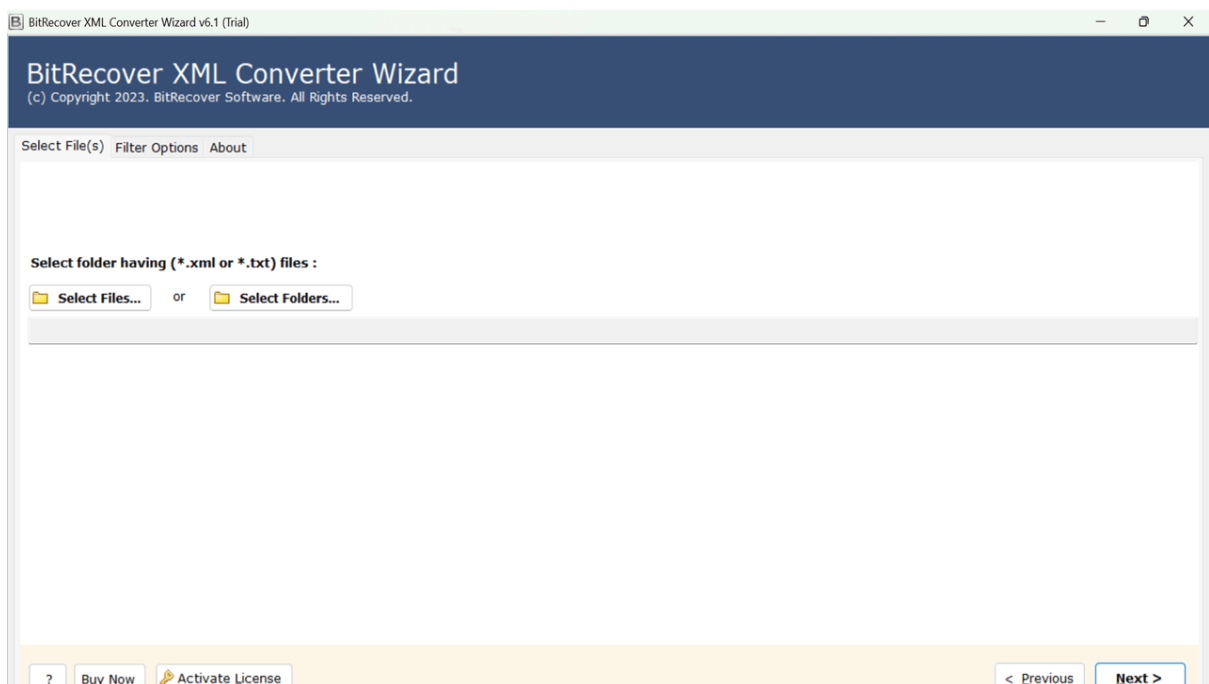 BitRecover XML Converter Wizard v6.1 (Trial)
BitRecover XML Converter Wizard
(c) Copyright 2023. BitRecover Software. All Rights Reserved.
Select File(s) Filter Options About
Select folder having (*.xml or *.txt) files :
Select Files... or Select Folders...
? Buy Now Activate License < Previous Next >